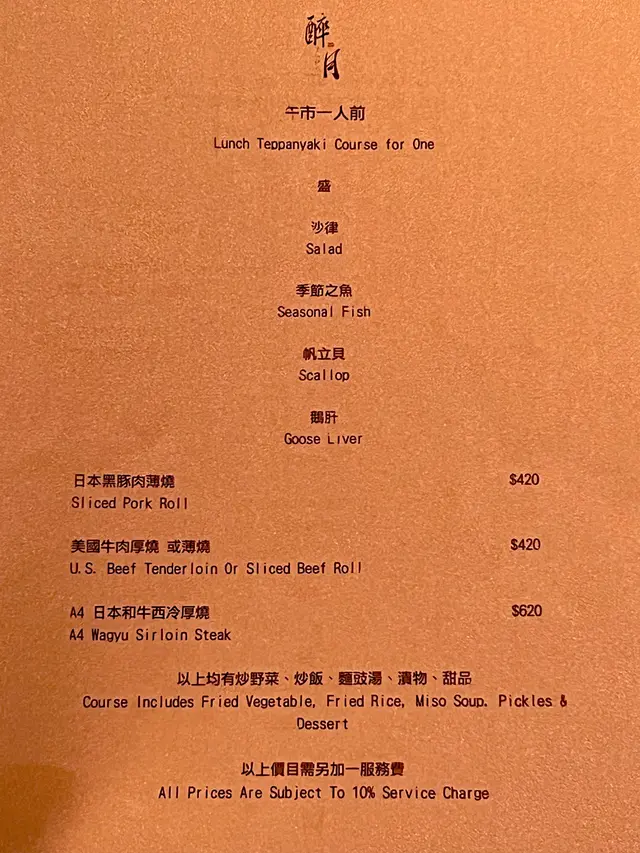 醉月
午市一人前
Lunch Teppanyaki Course for One
盛
沙律
Salad
季節之魚
Seasonal Fish
帆立貝
Scallop
鵝肝
Goose Liver
日本黑豚肉薄燒 $420
Sliced Pork Roll
美國牛肉厚燒 或薄燒 $420
U.S. Beef Tenderloin Or Sliced Beef Roll
A4 日本和牛西冷厚燒 $620
A4 Wagyu Sirloin Steak
以上均有炒野菜、炒飯、麵豉湯、漬物、甜品
Course Includes Fried Vegetable, Fried Rice, Miso Soup. Pickles &
Dessert
以上價目需另加一服務費
All Prices Are Subject To 10% Service Charge